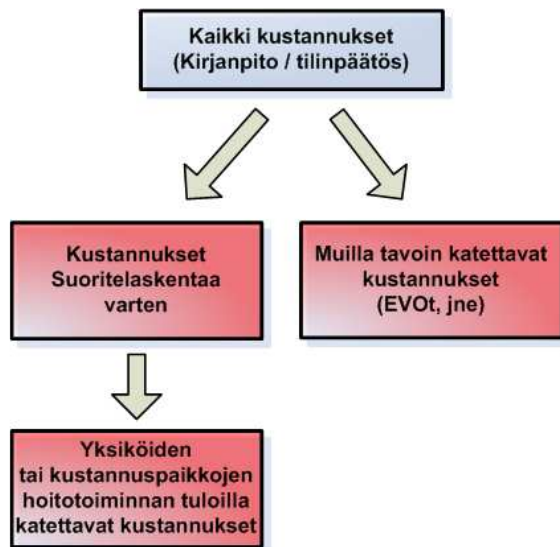 Kaikki kustannukset
(Kirjanpito / tilinpäätös)
Kustannukset
Suoritelaskentaa
varten
Muilla tavoin katettavat
kustannukset
(EVOt, jne)
Yksiköiden
tai kustannuspaikkojen
hoitotoiminnan tuloilla
katettavat kustannukset